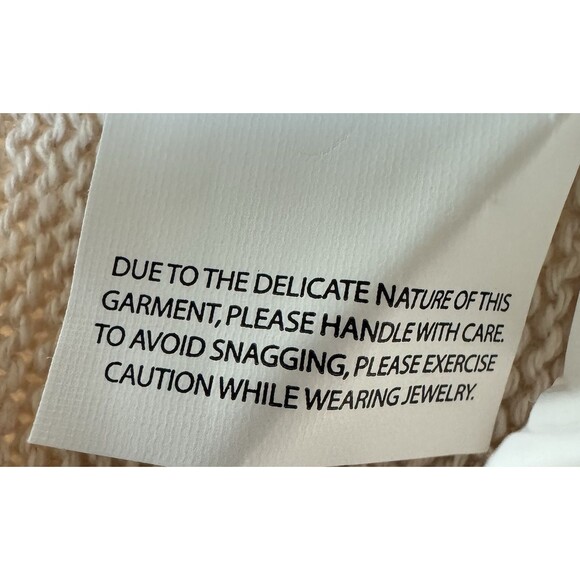 DUE TO THE DELICATE NATURE OF THIS
GARMENT, PLEASE HANDLE WITH CARE.
TO AVOID SNAGGING, PLEASE EXERCISE
CAUTION WHILE WEARING JEWELRY.